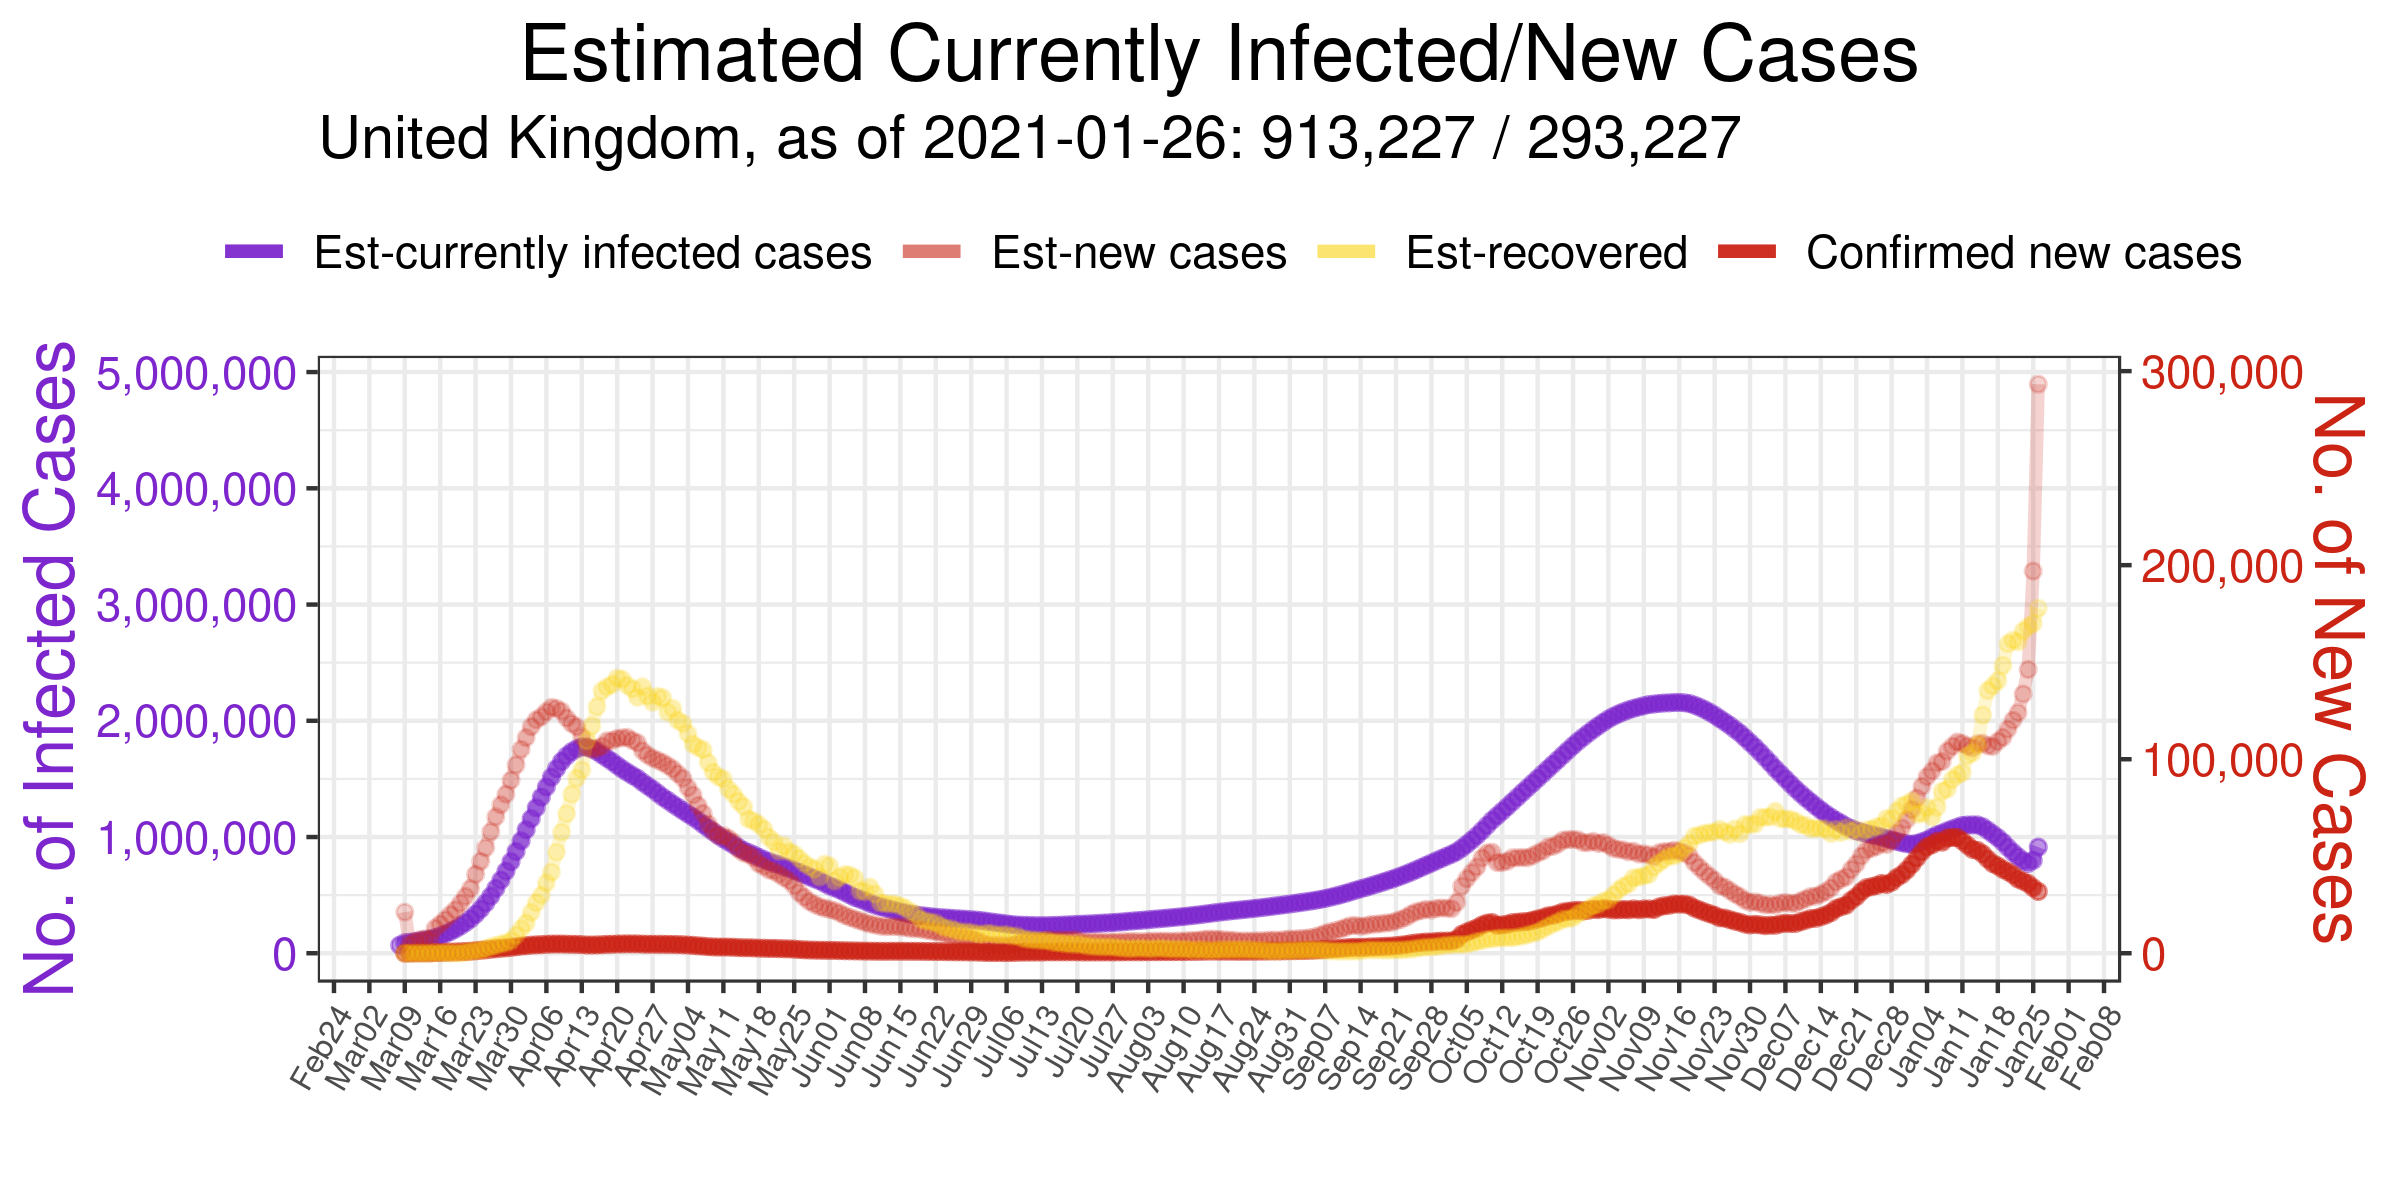 Estimated Currently Infected/New Cases
United Kingdom, as of 2021-01-26: 913,227 / 293,227
Est-currently infected cases Est-new cases Est-recovered Confirmed new cases
No. of Infected Cases
5,000,000
4,000,000
3,000,000
2,000,000
1,000,000
0
300,000
200,000
100,000
0
No. of New Cases
Feb24 Mar02 Mar09 Mar16 Mar23 Mar30 Apr06 Apr13 Apr20 Apr27 May04 May11 May18 May25 Jun01 Jun08 Jun15 Jun22 Jun29 Jul06 Jul13 Jul20 Jul27 Aug03 Aug10 Aug17 Aug24 Aug31 Sep07 Sep14 Sep21 Sep28 Oct05 Oct12 Oct19 Oct26 Nov02 Nov09 Nov16 Nov23 Nov30 Dec07 Dec14 Dec21 Dec28 Jan04 Jan11 Jan18 Jan25 Feb01 Feb08